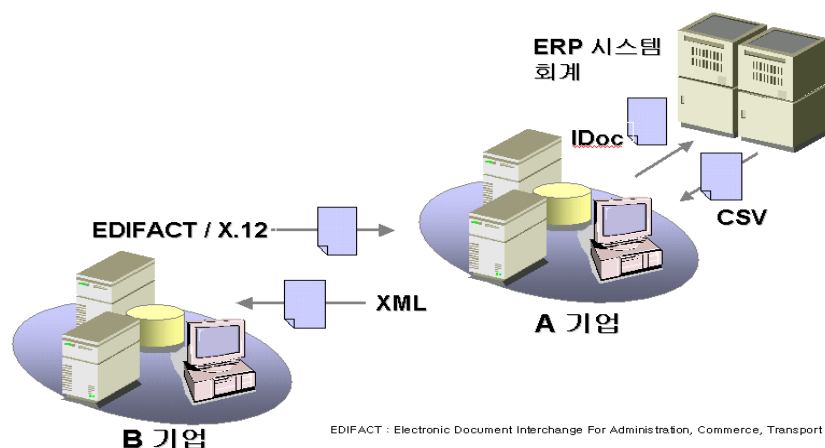 ERP 시스템
회계
IDoc
CSV
EDIFACT / X.12
XML
A 기업
B 기업
EDIFACT : Electronic Document Interchange For Administration, Commerce, Transport